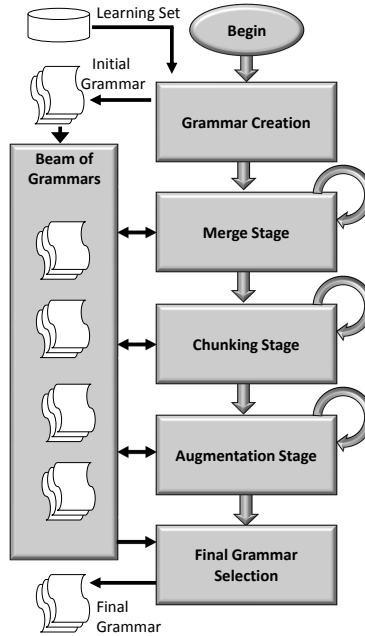 Learning Set
Begin
Initial
Grammar
Grammar Creation
Beam of
Grammars
Merge Stage
Chunking Stage
Augmentation Stage
Final Grammar
Selection
Final
Grammar